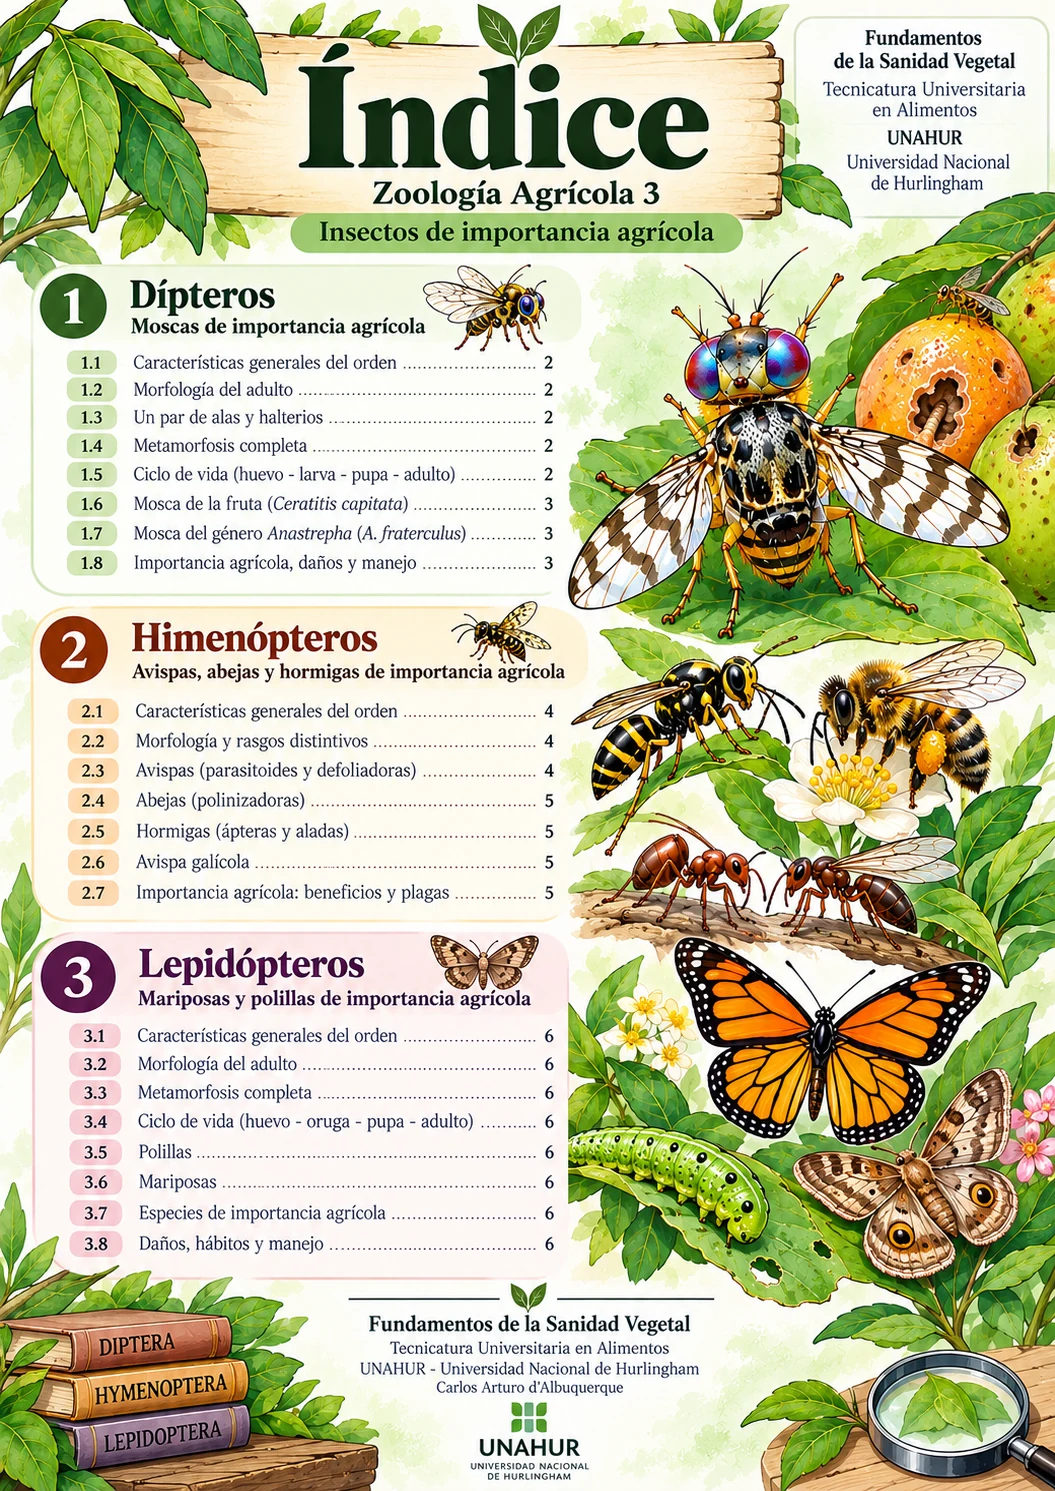 Índice
Zoología Agrícola 3
Insectos de importancia agrícola
Fundamentos
de la Sanidad Vegetal
Tecnicatura Universitaria
en Alimentos
UNAHUR
Universidad Nacional
de Hurlingham
1 Dípteros
Moscas de importancia agrícola
1.1 Características generales del orden ........ 2
1.2 Morfología del adulto ........ 2
1.3 Un par de alas y halterios ........ 2
1.4 Metamorfosis completa ........ 2
1.5 Ciclo de vida (huevo - larva - pupa - adulto) ........ 2
1.6 Mosca de la fruta (Ceratitis capitata) ........ 3
1.7 Mosca del género Anastrepha (A. fraterculus) ........ 3
1.8 Importancia agrícola, daños y manejo ........ 3
2 Himenópteros
Avispas, abejas y hormigas de importancia agrícola
2.1 Características generales del orden ........ 4
2.2 Morfología y rasgos distintivos ........ 4
2.3 Avispas (parasitoides y defoliadoras) ........ 4
2.4 Abejas (polinizadoras) ........ 5
2.5 Hormigas (ápteras y aladas) ........ 5
2.6 Avispa galícola ........ 5
2.7 Importancia agrícola: beneficios y plagas ........ 5
3 Lepidópteros
Mariposas y polillas de importancia agrícola
3.1 Características generales del orden ........ 6
3.2 Morfología del adulto ........ 6
3.3 Metamorfosis completa ........ 6
3.4 Ciclo de vida (huevo - oruga - pupa - adulto) ........ 6
3.5 Polillas ........ 6
3.6 Mariposas ........ 6
3.7 Especies de importancia agrícola ........ 6
3.8 Daños, hábitos y manejo ........ 6
DIPTERA
HYMENOPTERA
LEPIDOPTERA
Fundamentos de la Sanidad Vegetal
Tecnicatura Universitaria en Alimentos
UNAHUR - Universidad Nacional de Hurlingham
Carlos Arturo d'Albuquerque
UNAHUR
UNIVERSIDAD NACIONAL
DE HURLINGHAM